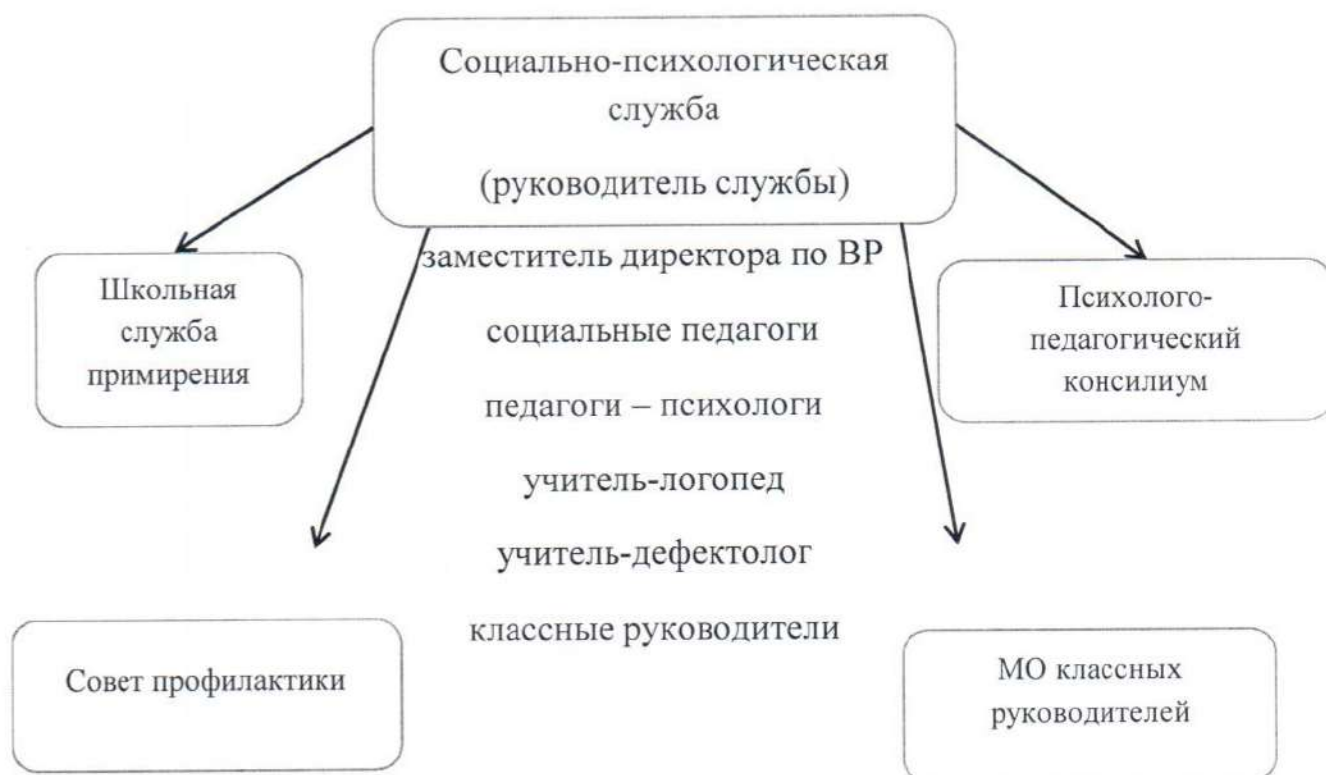 Социально-психологическая
служба
(руководитель службы)
заместитель директора по ВР
Школьная
служба
примирения
социальные педагоги
Психолого-
педагогический
консилиум
педагоги – психологи
учитель-логопед
учитель-дефектолог
классные руководители
Совет профилактики
МО классных
руководителей